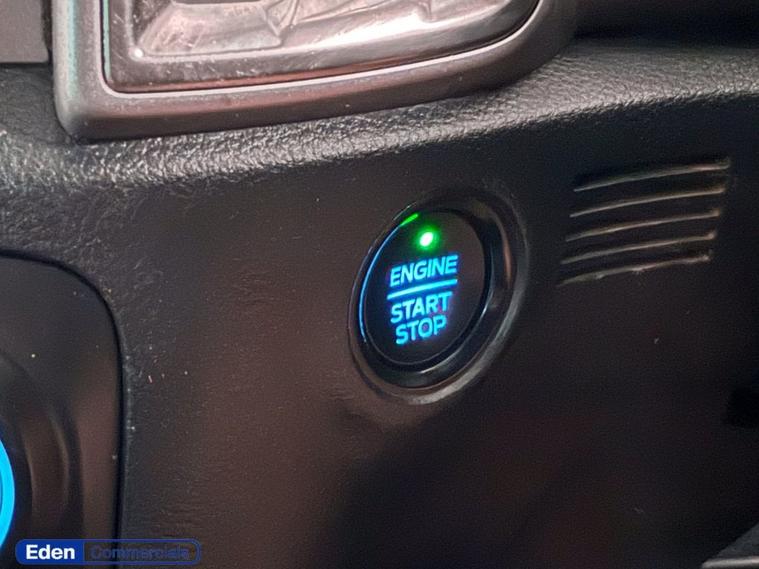 ENGINE
START
STOP
Eden Commercials